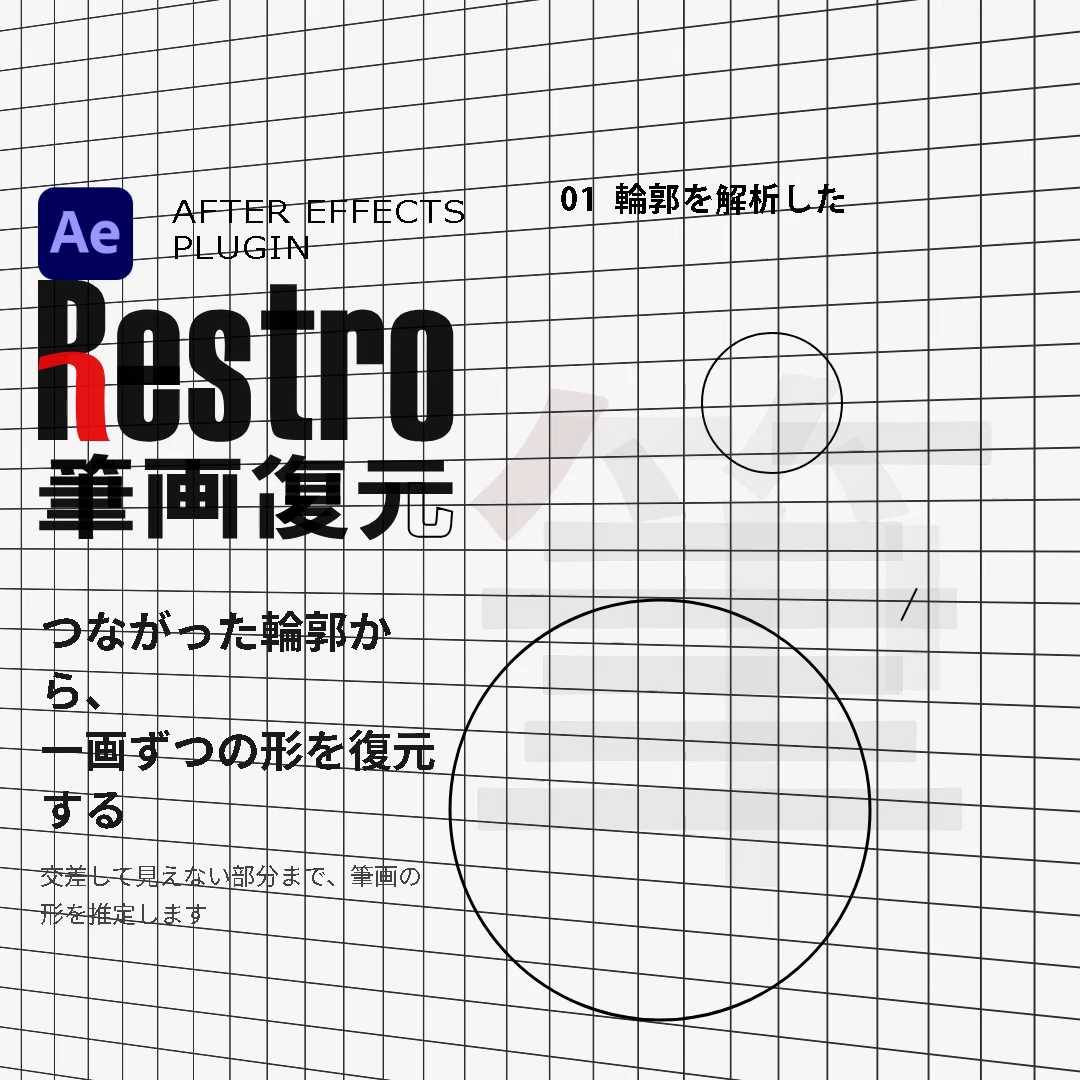 Ae
AFTER EFFECTS
PLUGIN
01 輪郭を解析した
Restro
筆画復元
つながった輪郭か
ら、
一画ずつの形を復元
する
交差して見えない部分まで、筆画の
形を推定します
筆